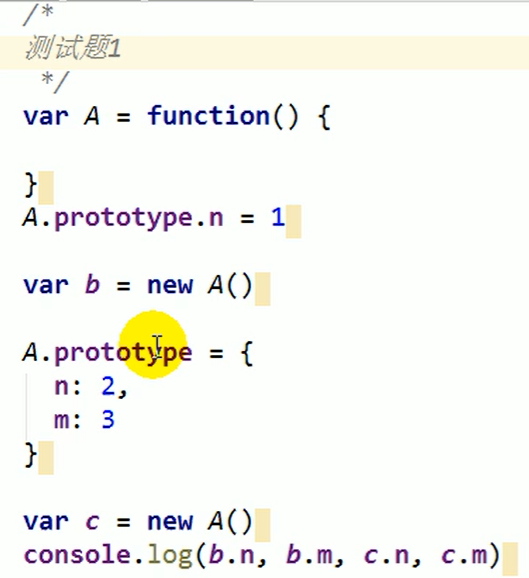 /*
测试题1
*/
var A = function() {
}
A.prototype.n = 1
var b = new A()
A.prototype = {
n: 2,
m: 3
}
var c = new A()
console.log(b.n, b.m, c.n, c.m)